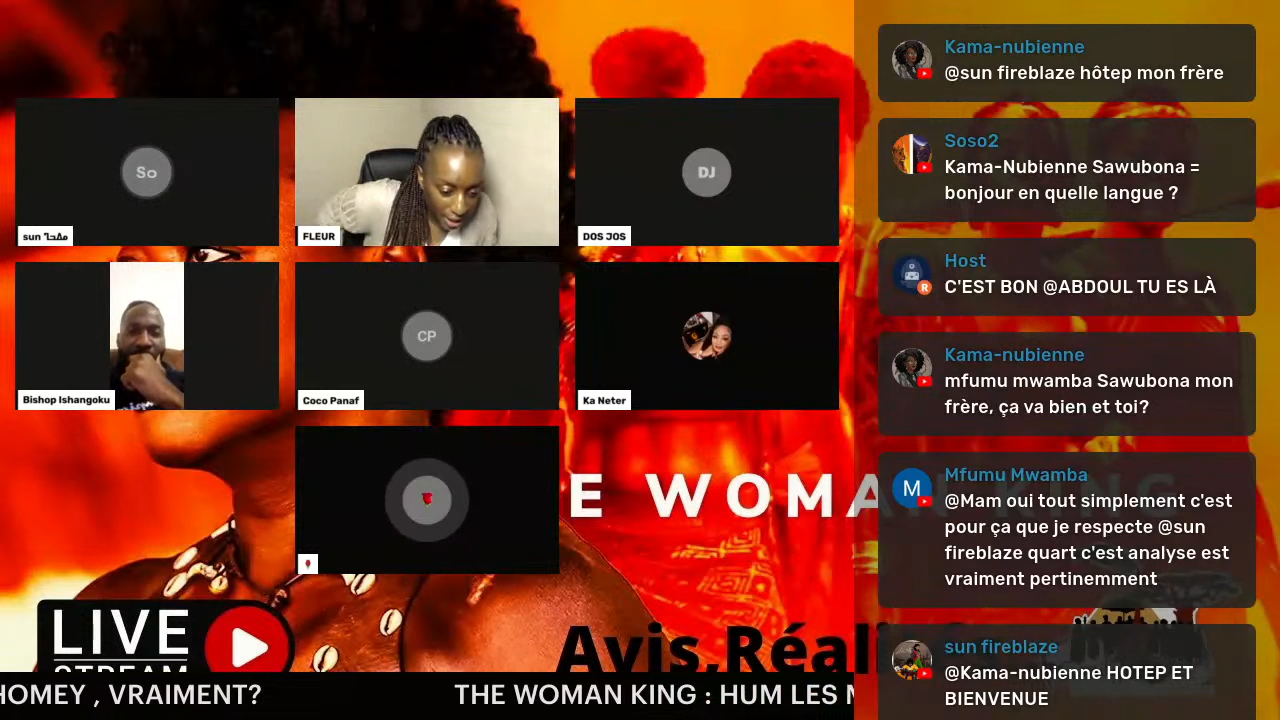 So
sun
FLEUR
DJ
DOS JOS
Bishop Ishangoku
CP
Coco Panaf
Ka Neter
E WOMA
LIVE
STREAM
Avis,Réali
HOMEY , VRAIMENT?
THE WOMAN KING : HUM LES
Kama-nubienne
@sun fireblaze hôtep mon frère
Soso2
Kama-Nubienne Sawubona =
bonjour en quelle langue ?
Host
C'EST BON @ABDOUL TU ES LÀ
Kama-nubienne
mfumu mwamba Sawubona mon
frère, ça va bien et toi?
M
Mfumu Mwamba
@Mam oui tout simplement c'est
pour ça que je respecte @sun
fireblaze quart c'est analyse est
vraiment pertinemment
sun fireblaze
@Kama-nubienne HOTEP ET
BIENVENUE